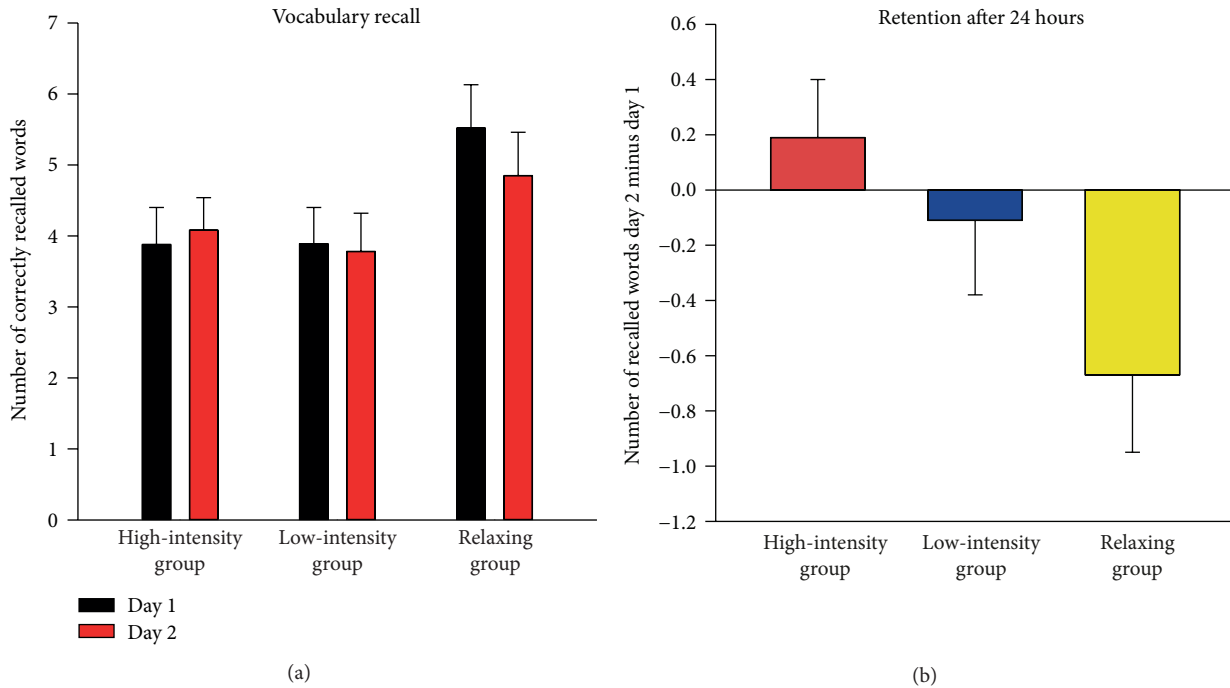 Vocabulary recall
Number of correctly recalled words
7
6
5
4
3
2
1
0
High-intensity
group
Low-intensity
group
Relaxing
group
Day 1
Day 2
(a)
Retention after 24 hours
Number of recalled words day 2 minus day 1
0.6
0.4
0.2
0.0
−0.2
−0.4
−0.6
−0.8
−1.0
−1.2
High-intensity
group
Low-intensity
group
Relaxing
group
(b)